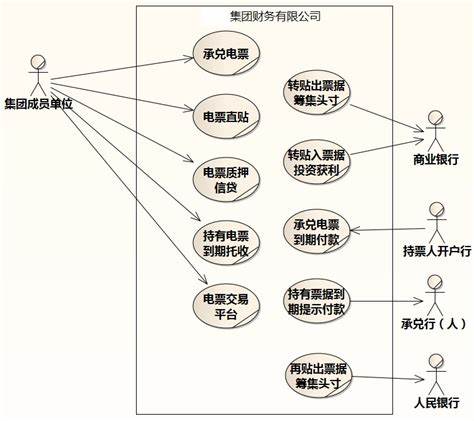 集团财务有限公司
承兑电票
集团成员单位
电票直贴
电票质押
信贷
持有电票
到期托收
电票交易
平台
转贴出票据
筹集头寸
转贴入票据
投资获利
商业银行
承兑电票
到期付款
持票人开户行
持有票据到
期提示付款
承兑行（人）
再贴出票据
筹集头寸
人民银行